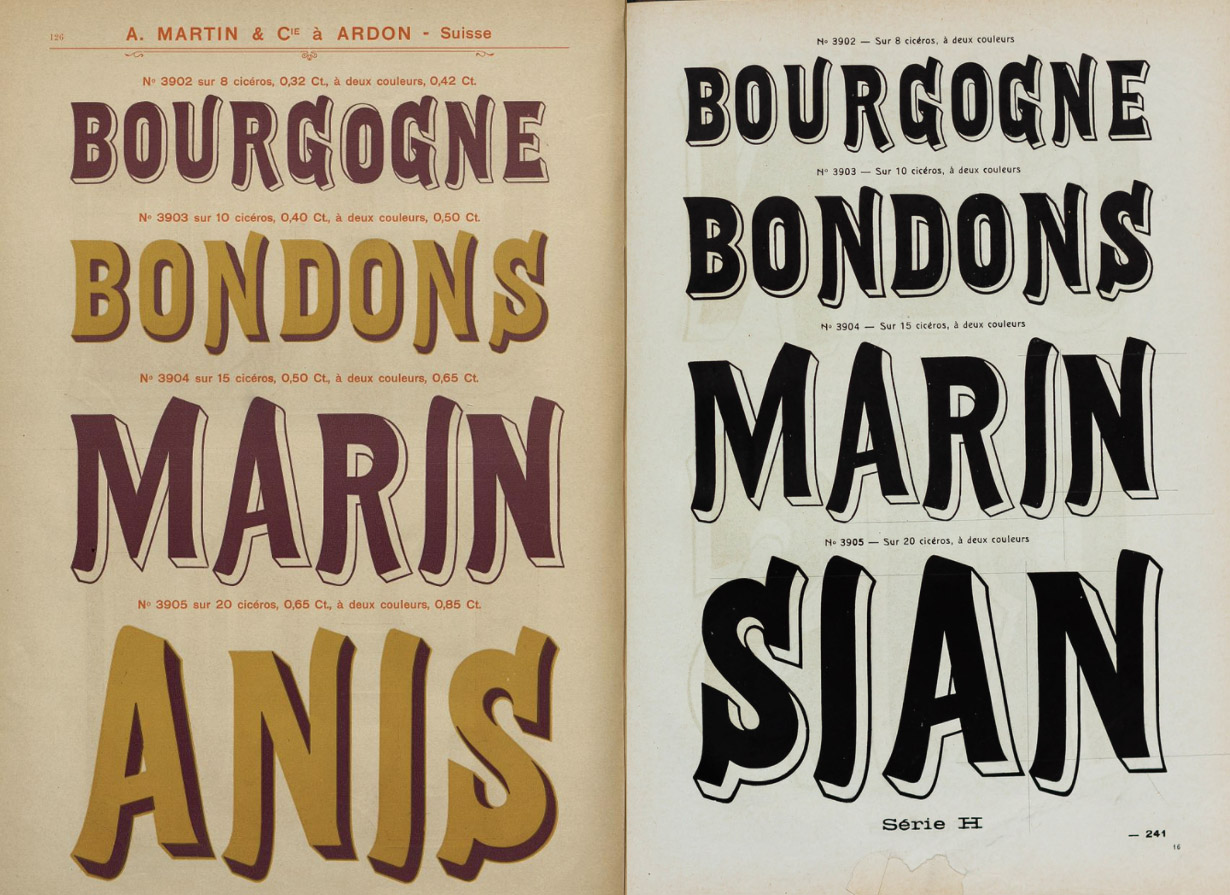 126
A. MARTIN & CIE à ARDON - Suisse
No 3902 sur 8 cicéros, 0,32 Ct., à deux couleurs, 0,42 Ct.
BOURGOGNE
No 3903 sur 10 cicéros, 0,40 Ct., à deux couleurs, 0,50 Ct.
BONDONS
No 3904 sur 15 cicéros, 0,50 Ct., à deux couleurs, 0,65 Ct.
MARIN
No 3905 sur 20 cicéros, 0,65 Ct., à deux couleurs, 0,85 Ct.
ANIS
No 3902 — Sur 8 cicéros, à deux couleurs
BOURGOGNE
No 3903 — Sur 10 cicéros, à deux couleurs
BONDONS
No 3904 — Sur 15 cicéros, à deux couleurs
MARIN
No 3905 — Sur 20 cicéros, à deux couleurs
SIAN
Série H
— 241
16